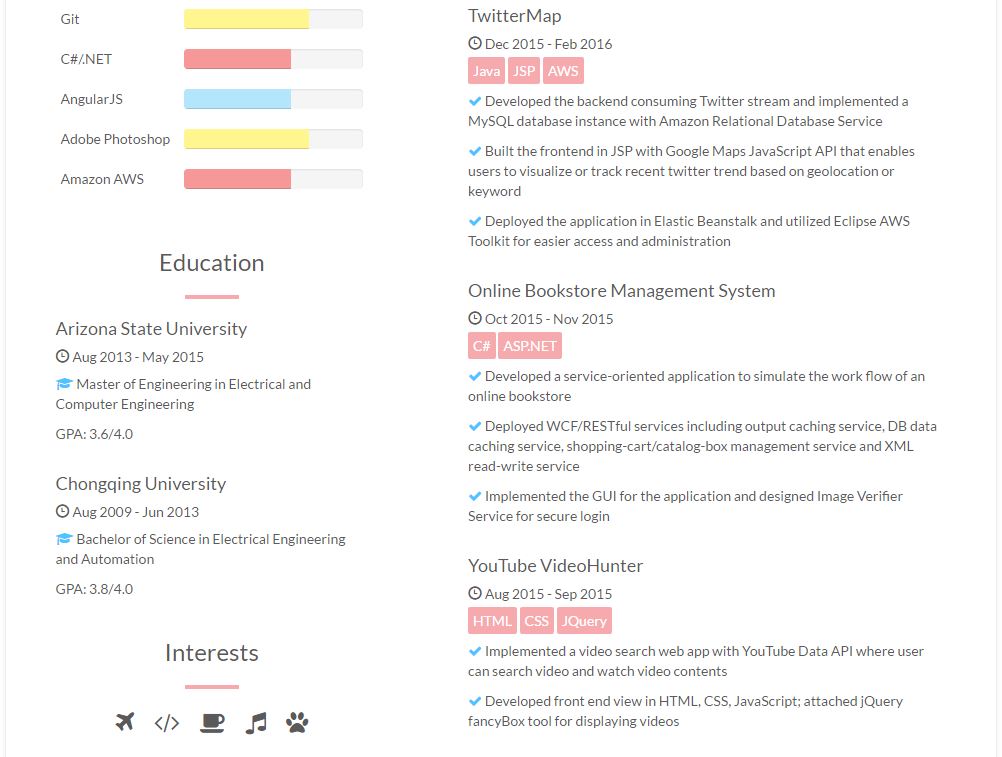 Git
C#/.NET
AngularJS
Adobe Photoshop
Amazon AWS
Education
Arizona State University
Aug 2013 - May 2015
Master of Engineering in Electrical and
Computer Engineering
GPA: 3.6/4.0
Chongqing University
Aug 2009 - Jun 2013
Bachelor of Science in Electrical Engineering
and Automation
GPA: 3.8/4.0
Interests
TwitterMap
Dec 2015 - Feb 2016
Java JSP AWS
Developed the backend consuming Twitter stream and implemented a
MySQL database instance with Amazon Relational Database Service
Built the frontend in JSP with Google Maps JavaScript API that enables
users to visualize or track recent twitter trend based on geolocation or
keyword
Deployed the application in Elastic Beanstalk and utilized Eclipse AWS
Toolkit for easier access and administration
Online Bookstore Management System
Oct 2015 - Nov 2015
C# ASP.NET
Developed a service-oriented application to simulate the work flow of an
online bookstore
Deployed WCF/RESTful services including output caching service, DB data
caching service, shopping-cart/catalog-box management service and XML
read-write service
Implemented the GUI for the application and designed Image Verifier
Service for secure login
YouTube VideoHunter
Aug 2015 - Sep 2015
HTML CSS JQuery
Implemented a video search web app with YouTube Data API where user
can search video and watch video contents
Developed front end view in HTML, CSS, JavaScript; attached jQuery
fancyBox tool for displaying videos